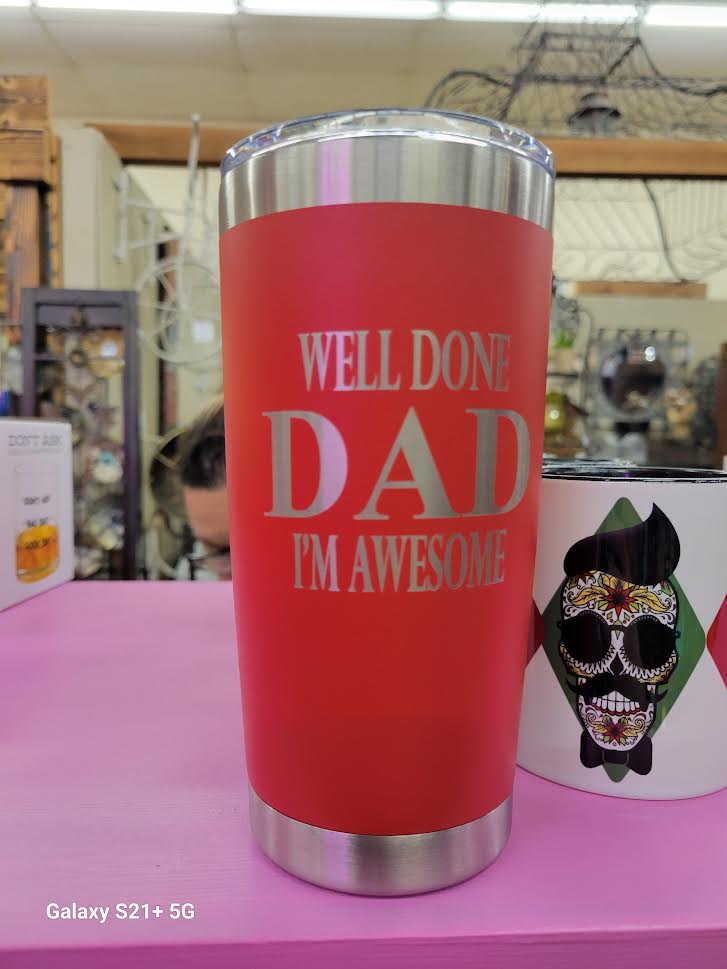 WELL DONE
DAD
I'M AWESOME
DON'T ASK
Galaxy S21+ 5G